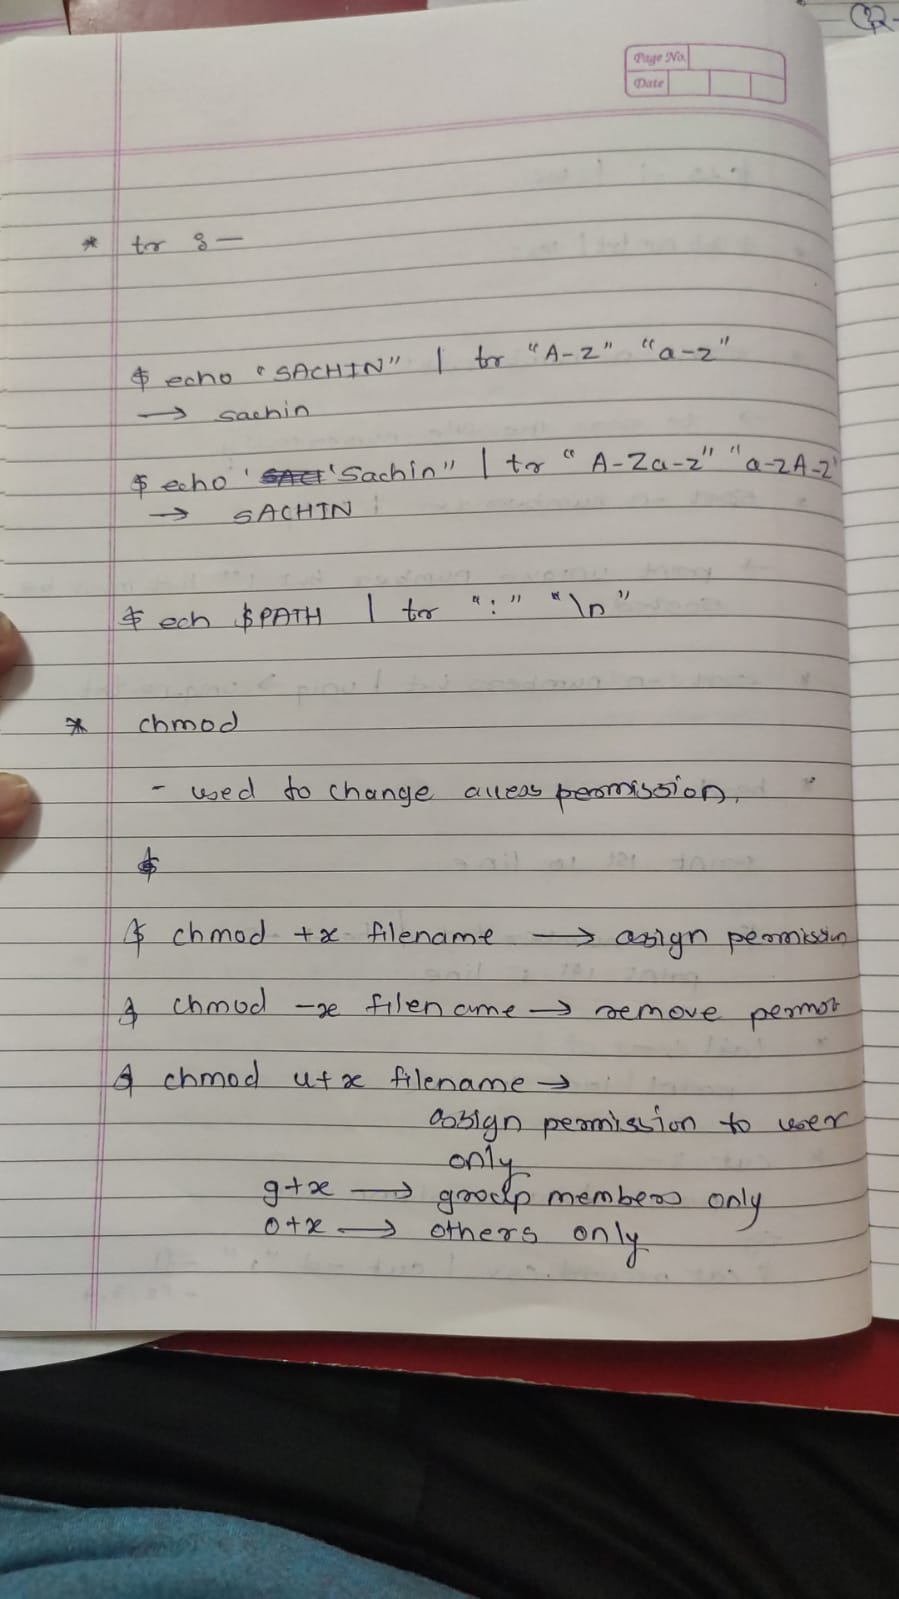 Page No.
Date
* tr :-
$ echo "SACHIN" | tr "A-Z" "a-z"
→ sachin
$ echo "Sachin" | tr "A-Za-z" "a-zA-Z"
→ SACHIN
$ ech $PATH | tr ":" "\n"
* chmod
- used to change access permission.
$
$ chmod +x filename → assign permission
$ chmod -x filename → remove
$ chmod u+x filename →
assign permission to user
only
g+x → group members only
o+x → others only